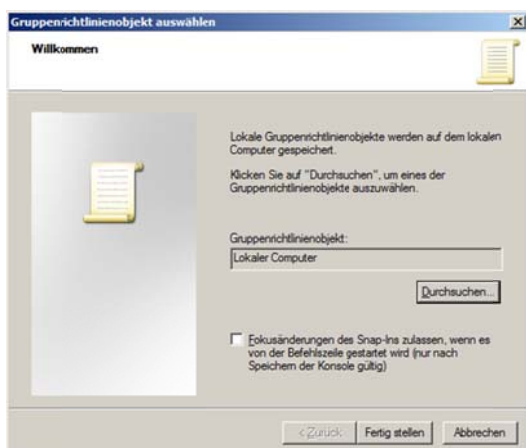 Gruppenrichtlinienobjekt auswählen
Willkommen
Lokale Gruppenrichtlinienobjekte werden auf dem lokalen
Computer gespeichert.
Klicken Sie auf "Durchsuchen", um eines der
Gruppenrichtlinienobjekte auszuwählen.
Gruppenrichtlinienobjekt:
Lokaler Computer
Durchsuchen...
Fokusänderungen des Snap-Ins zulassen, wenn es
von der Befehlszeile gestartet wird (nur nach
Speichern der Konsole gültig)
< Zurück
Fertig stellen
Abbrechen